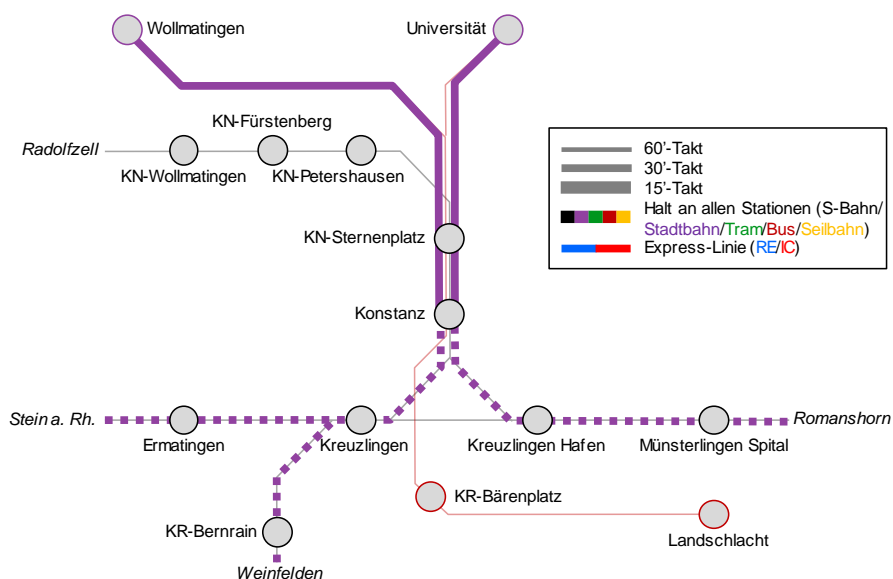 Wollmatingen
Universität
KN-Fürstenberg
Radolfzell
KN-Wollmatingen
KN-Petershausen
60'-Takt
30'-Takt
15'-Takt
Halt an allen Stationen (S-Bahn/
Stadtbahn/Tram/Bus/Seilbahn)
Express-Linie (RE/IC)
KN-Sternenplatz
Konstanz
Stein a. Rh.
Romanshorn
Ermatingen
Kreuzlingen
Kreuzlingen Hafen
Münsterlingen Spital
KR-Bärenplatz
KR-Bernrain
Landschlacht
Weinfelden